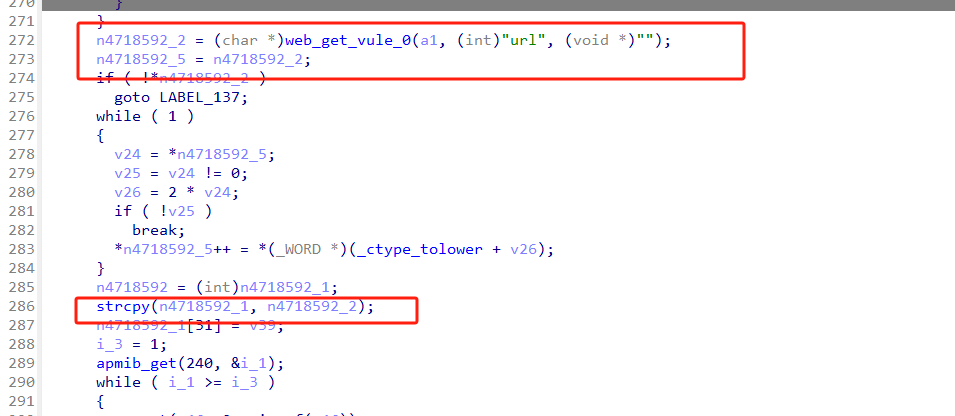 270 }
271 }
272 n4718592_2 = (char *)web_get_vule_0(a1, (int)"url", (void *)"");
273 n4718592_5 = n4718592_2;
274 if ( !*n4718592_2 )
275 goto LABEL_137;
276 while ( 1 )
277 {
278 v24 = *n4718592_5;
279 v25 = v24 != 0;
280 v26 = 2 * v24;
281 if ( !v25 )
282 break;
283 *n4718592_5++ = *(_WORD *)(_ctype_tolower + v26);
284 }
285 n4718592 = (int)n4718592_1;
286 strcpy(n4718592_1, n4718592_2);
287 n4718592_1[31] = v39;
288 i_3 = 1;
289 apmib_get(240, &i_1);
290 while ( i_1 >= i_3 )
291 {